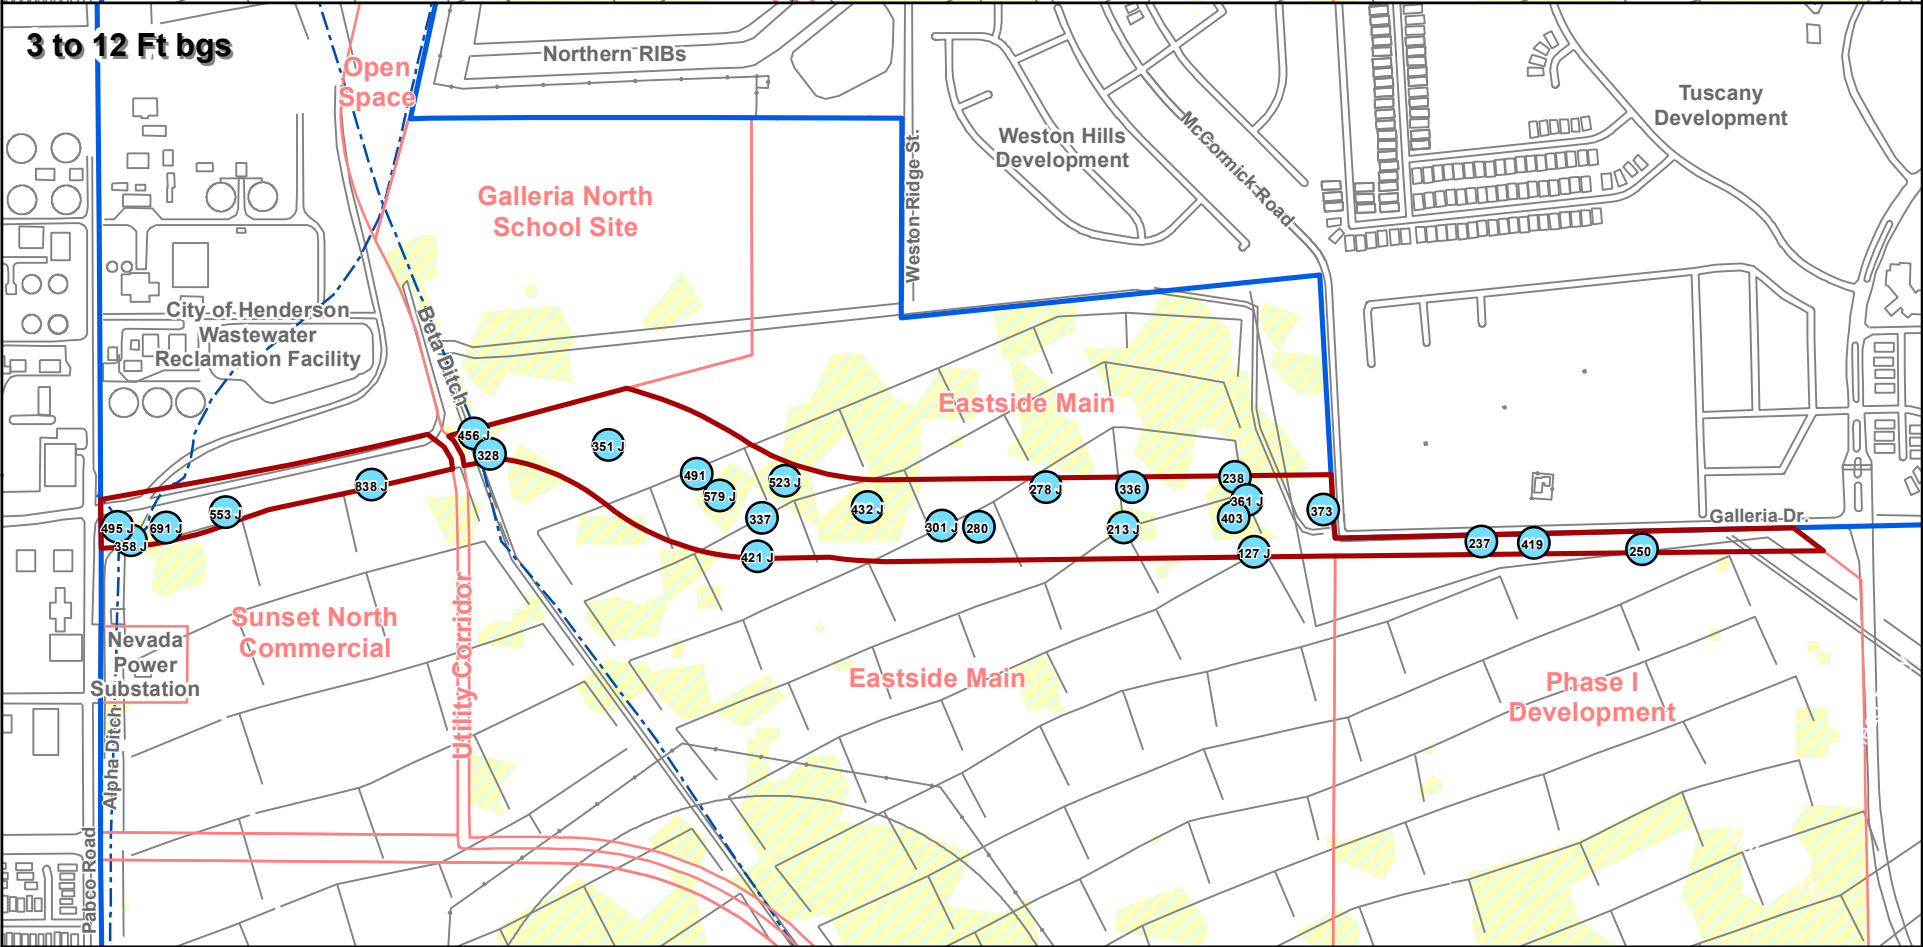 3 to 12 Ft bgs
Open
Space
Northern RIBs
Weston Hills
Development
McCormick Road
Tuscany
Development
Weston Ridge St.
Galleria North
School Site
City of Henderson
Wastewater
Reclamation Facility
Beta Ditch
Eastside Main
456 J
328
351 J
491
579 J
523 J
337
421 J
432 J
301 J
280
278 J
336
213 J
238
361 J
403
127 J
373
237
419
250
Galleria Dr.
838 J
553 J
691 J
495 J
358 J
Sunset North
Commercial
Utility Corridor
Nevada
Power
Substation
Alpha Ditch
Pabco Road
Eastside Main
Phase I
Development